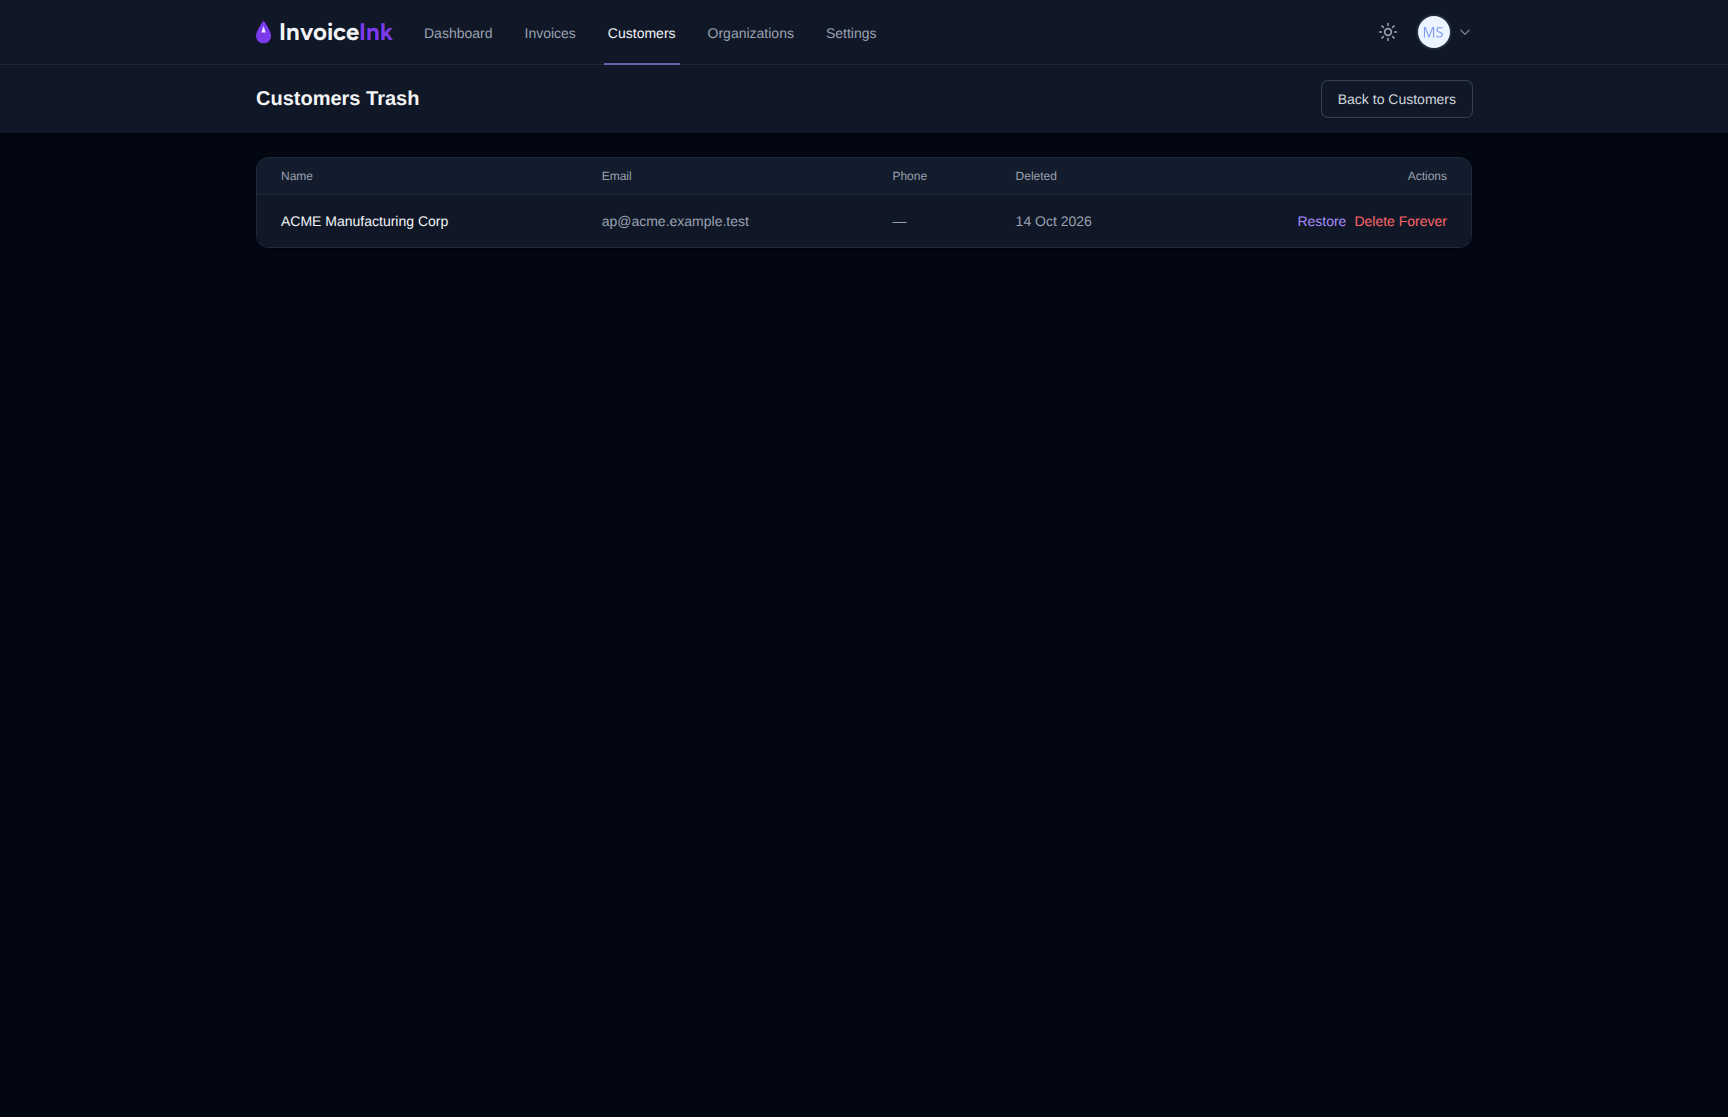 InvoiceInk Dashboard Invoices Customers Organizations Settings MS
Customers Trash Back to Customers
Name Email Phone Deleted Actions
ACME Manufacturing Corp ap@acme.example.test — 14 Oct 2026 Restore Delete Forever